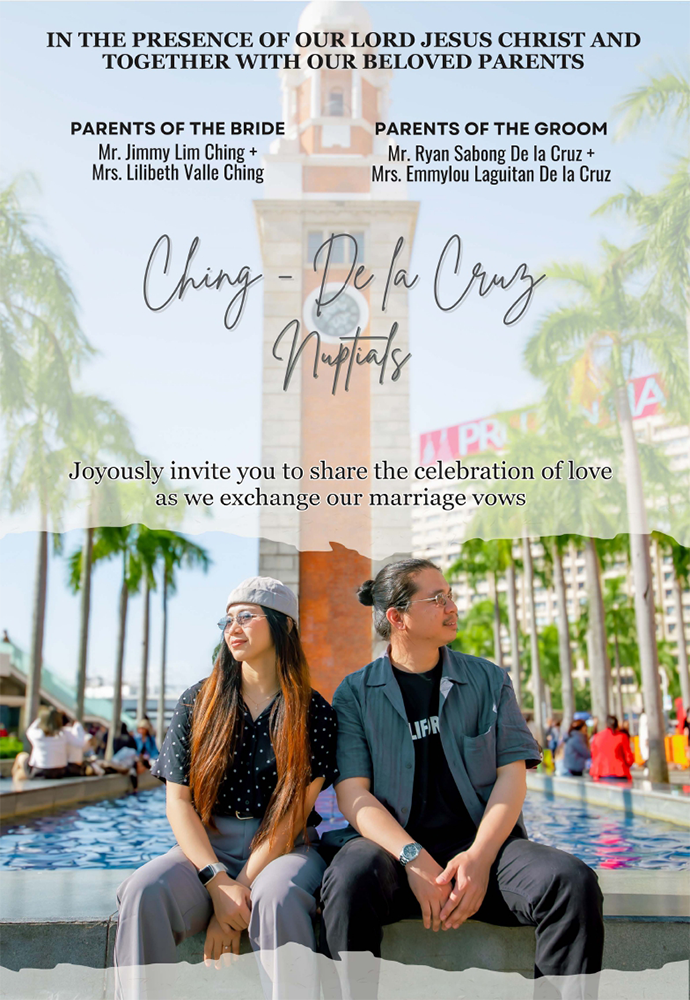 IN THE PRESENCE OF OUR LORD JESUS CHRIST AND
TOGETHER WITH OUR BELOVED PARENTS
PARENTS OF THE BRIDE
Mr. Jimmy Lim Ching +
Mrs. Lilibeth Valle Ching
PARENTS OF THE GROOM
Mr. Ryan Sabong De la Cruz +
Mrs. Emmylou Laguitan De la Cruz
Ching - De la Cruz
Nuptials
Joyously invite you to share the celebration of love
as we exchange our marriage vows